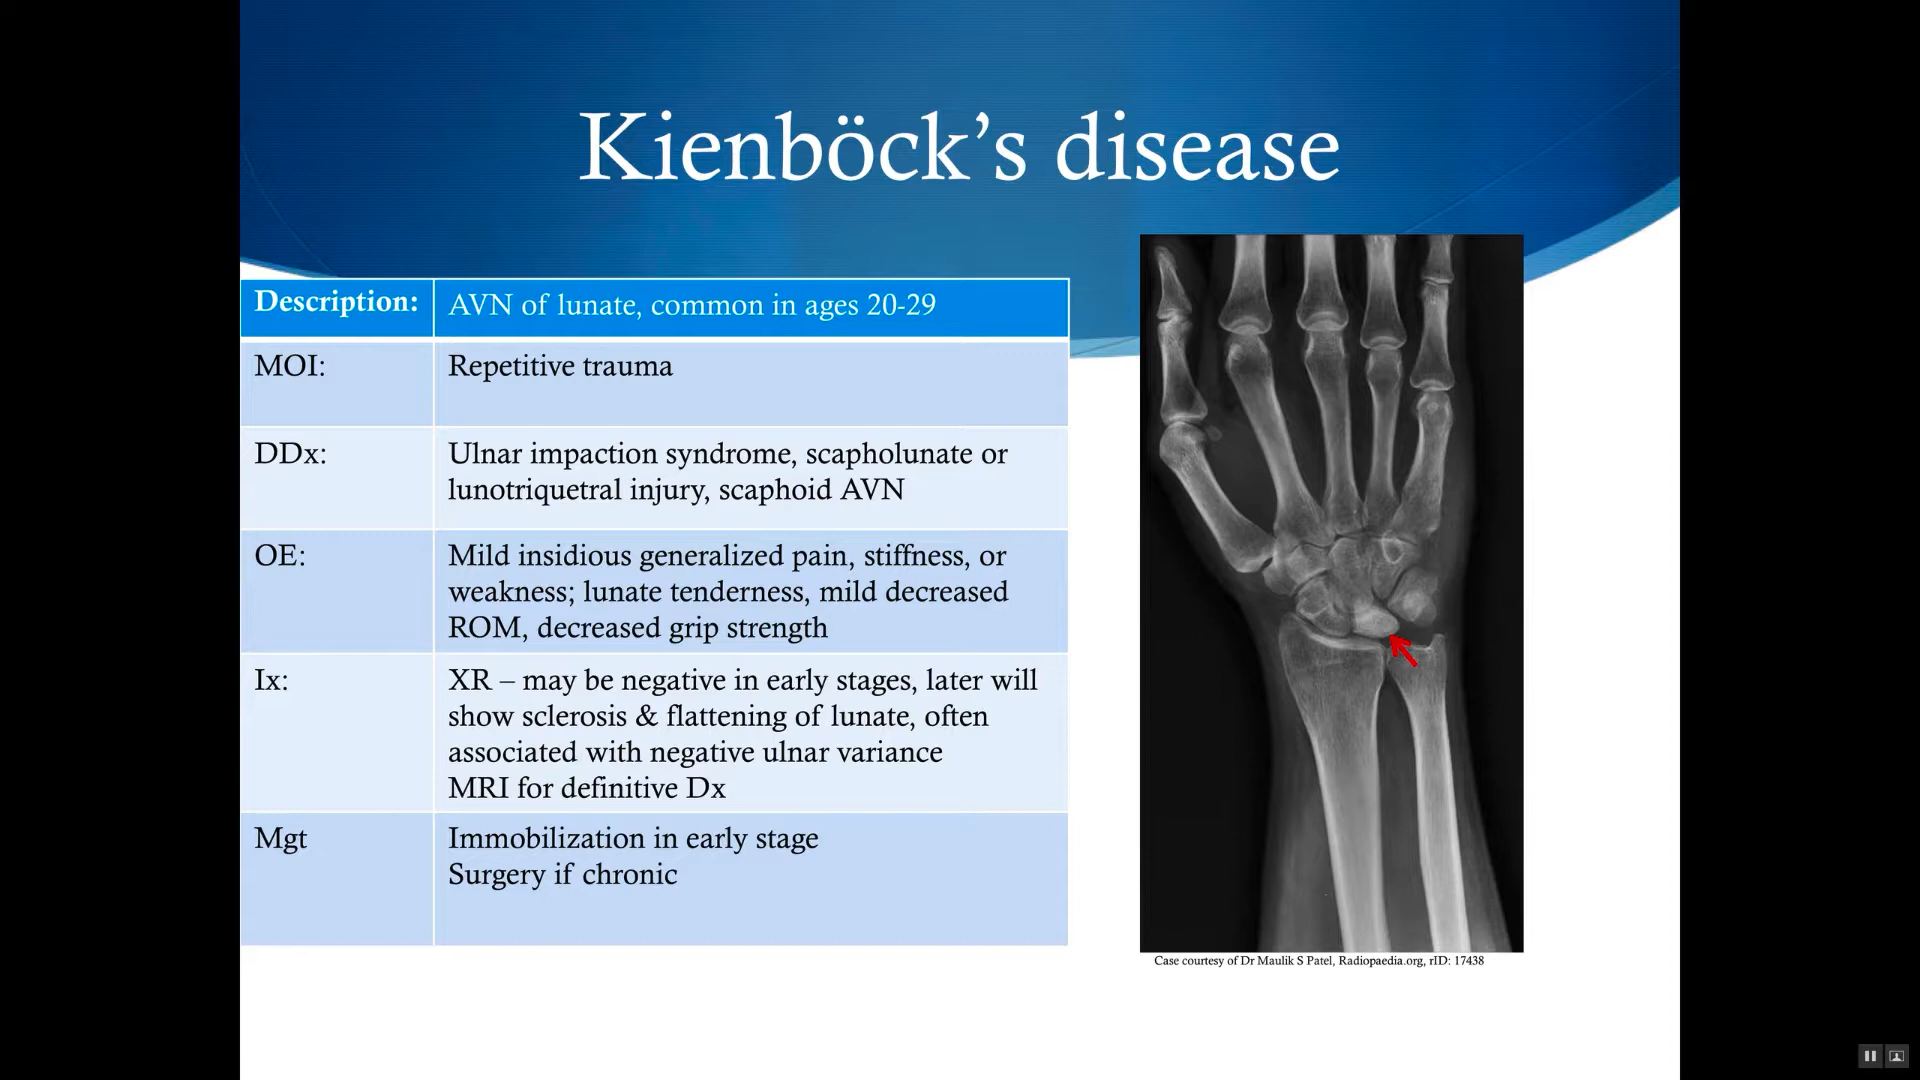 Kienböck’s disease
Description:
AVN of lunate, common in ages 20-29
MOI:
Repetitive trauma
DDx:
Ulnar impaction syndrome, scapholunate or
lunotriquetral injury, scaphoid AVN
OE:
Mild insidious generalized pain, stiffness, or
weakness; lunate tenderness, mild decreased
ROM, decreased grip strength
Ix:
XR – may be negative in early stages, later will
show sclerosis & flattening of lunate, often
associated with negative ulnar variance
MRI for definitive Dx
Mgt
Immobilization in early stage
Surgery if chronic
Case courtesy of Dr Maulik S Patel, Radiopaedia.org, rID: 17438